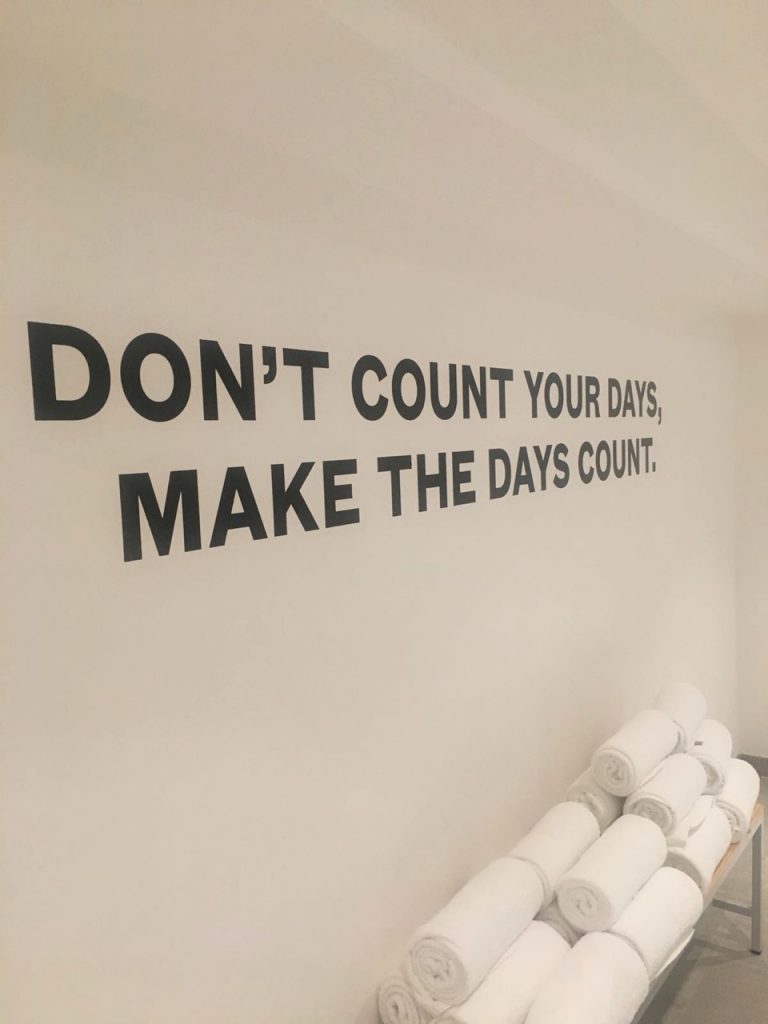 DON'T COUNT YOUR DAYS,
MAKE THE DAYS COUNT.